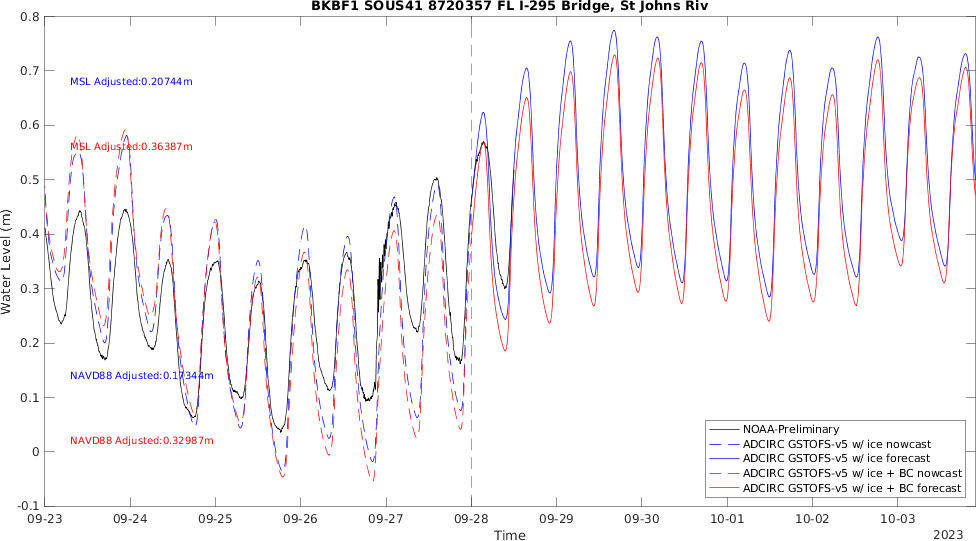 BKBF1 SOUS41 8720357 FL I-295 Bridge, St Johns Riv
0.8
0.7
0.6
0.5
0.4
0.3
0.2
0.1
0
-0.1
Water Level (m)
MSL Adjusted:0.20744m
MSL Adjusted:0.36387m
NAVD88 Adjusted:0.17344m
NAVD88 Adjusted:0.32987m
NOAA-Preliminary
ADCIRC GSTOFS-v5 w/ ice nowcast
ADCIRC GSTOFS-v5 w/ ice forecast
ADCIRC GSTOFS-v5 w/ ice + BC nowcast
ADCIRC GSTOFS-v5 w/ ice + BC forecast
09-23 09-24 09-25 09-26 09-27 09-28 09-29 09-30 10-01 10-02 10-03
Time
2023